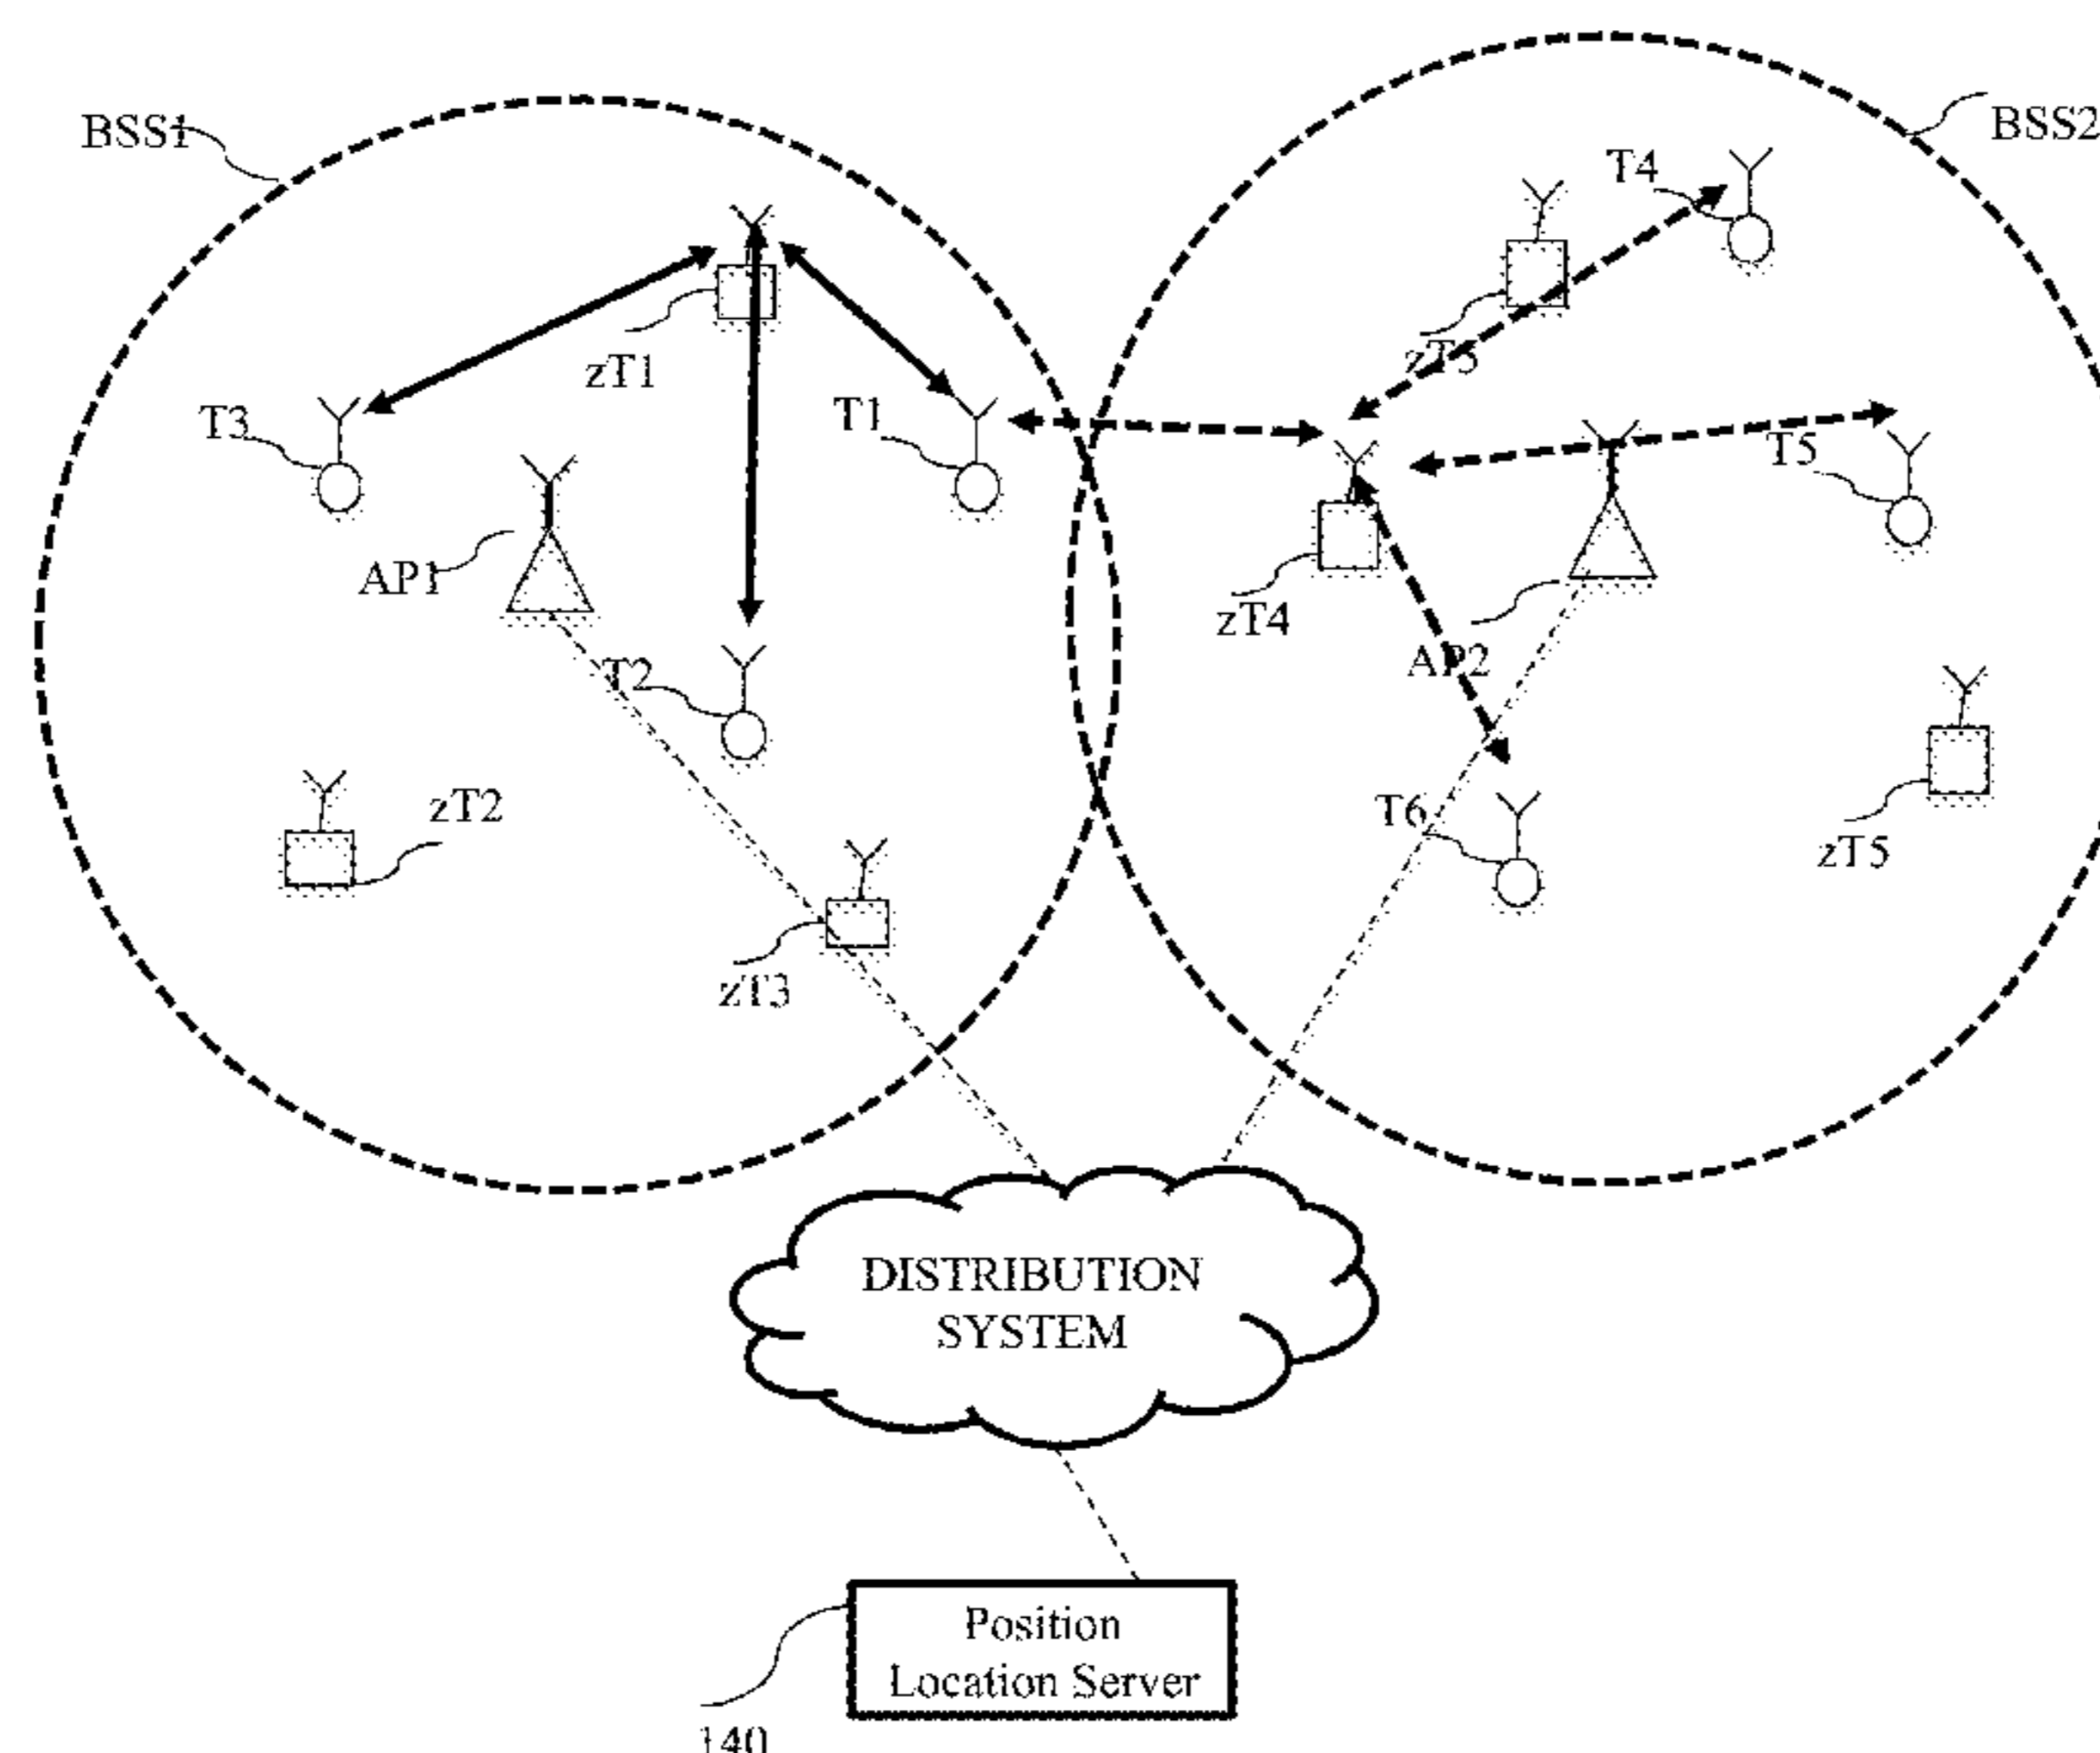 BSS1
BSS2
T4
zT1
zT5
T3
T1
T5
AP1
zT4
T2
AP2
zT2
T6
zT5
zT3
DISTRIBUTION
SYSTEM
Position
Location Server
140